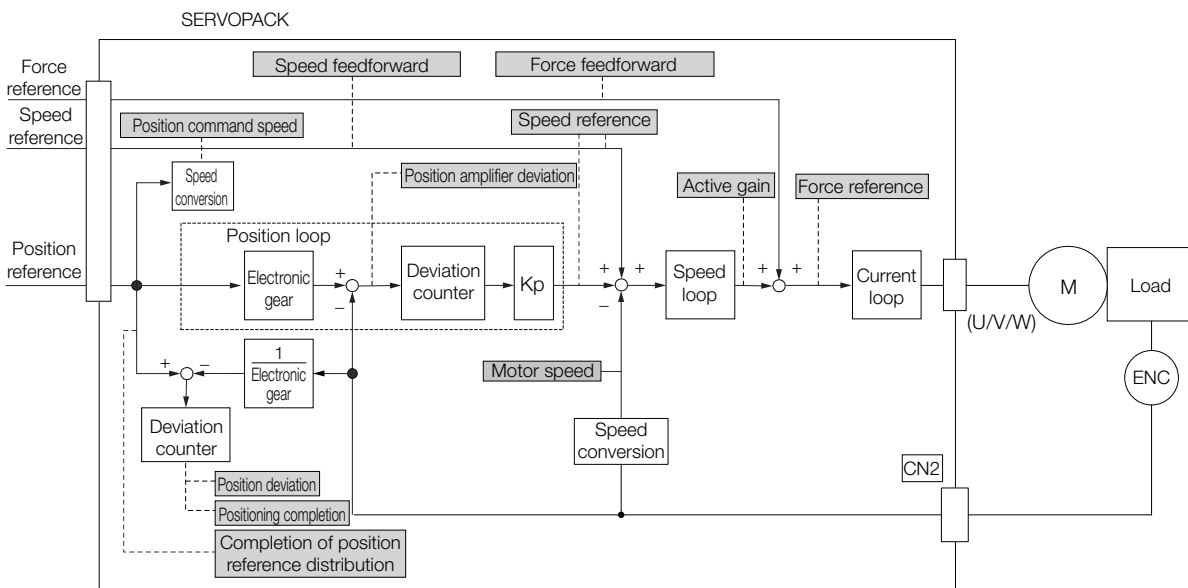 SERVOPACK
Force
reference
Speed
reference
Position
reference
Speed feedforward
Force feedforward
Position command speed
Speed reference
Speed
conversion
Position amplifier deviation
Active gain
Force reference
Position loop
Electronic
gear
+
−
Deviation
counter
Kp
+
+
−
Speed
loop
+
+
Current
loop
(U/V/W)
M
Load
ENC
+
−
1
Electronic
gear
Motor speed
Deviation
counter
Speed
conversion
CN2
Position deviation
Positioning completion
Completion of position
reference distribution